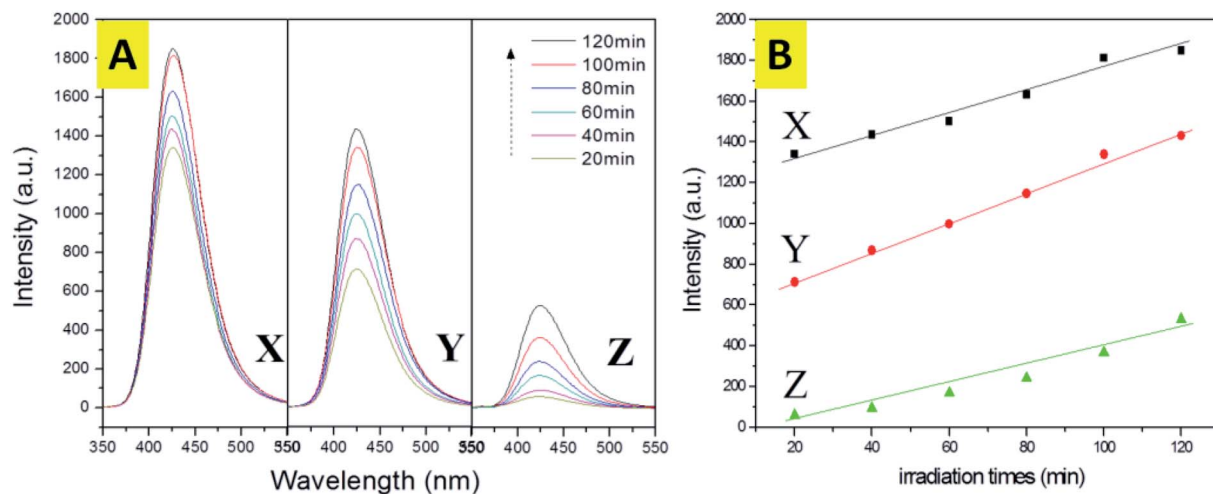 A
2000
1800
1600
1400
1200
1000
800
600
400
200
0
Intensity (a.u.)
X
Y
Z
120min
100min
80min
60min
40min
20min
350 400 450 500 550 400 450 500 550 400 450 500 550
Wavelength (nm)
B
2000
1800
1600
1400
1200
1000
800
600
400
200
0
Intensity (a.u.)
X
Y
Z
20 40 60 80 100 120
irradiation times (min)